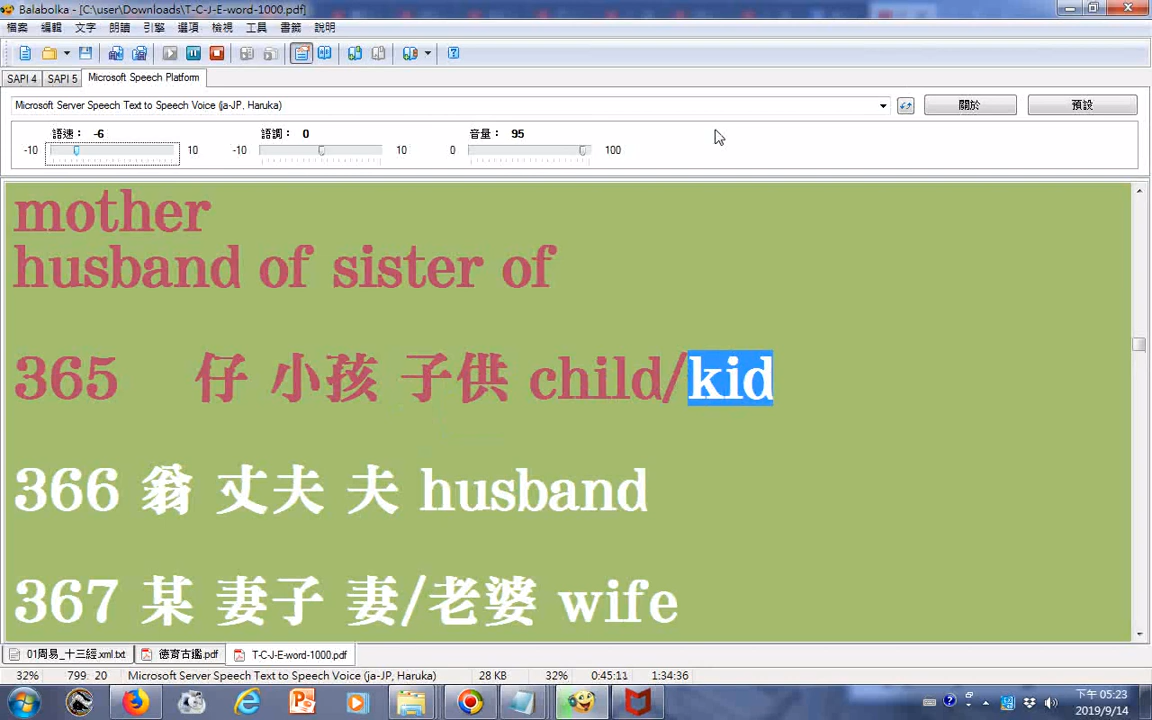 Balabolka - [C:\user\Downloads\T-C-J-E-word-1000.pdf]
檔案 編輯 文字 朗讀 引擎 選項 檢視 工具 書籤 說明
SAPI 4 SAPI 5 Microsoft Speech Platform
Microsoft Server Speech Text to Speech Voice (ja-JP, Haruka) 關於 預設
語速： -6 語調： 0 音量： 95
-10 10 -10 10 0 100
mother
husband of sister of
365 仔 小孩 子供 child/kid
366 翁 丈夫 夫 husband
367 某 妻子 妻/老婆 wife
01周易_十三經.xml.txt 德育古鑑.pdf T-C-J-E-word-1000.pdf
32% 799: 20 Microsoft Server Speech Text to Speech Voice (ja-JP, Haruka) 28 KB 32% 0:45:11 1:34:36
下午 05:23
2019/9/14